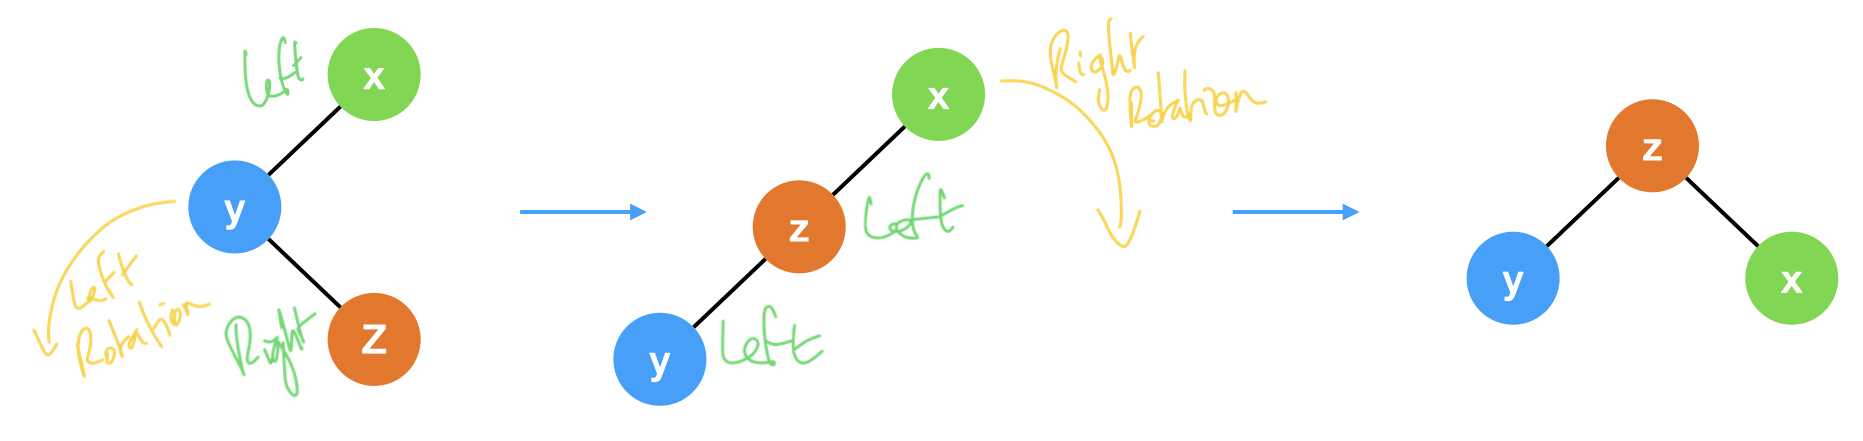 Left
x
y
Left
Rotation
Right
Z
x
Right
Rotation
z
Left
y
Left
z
y
x